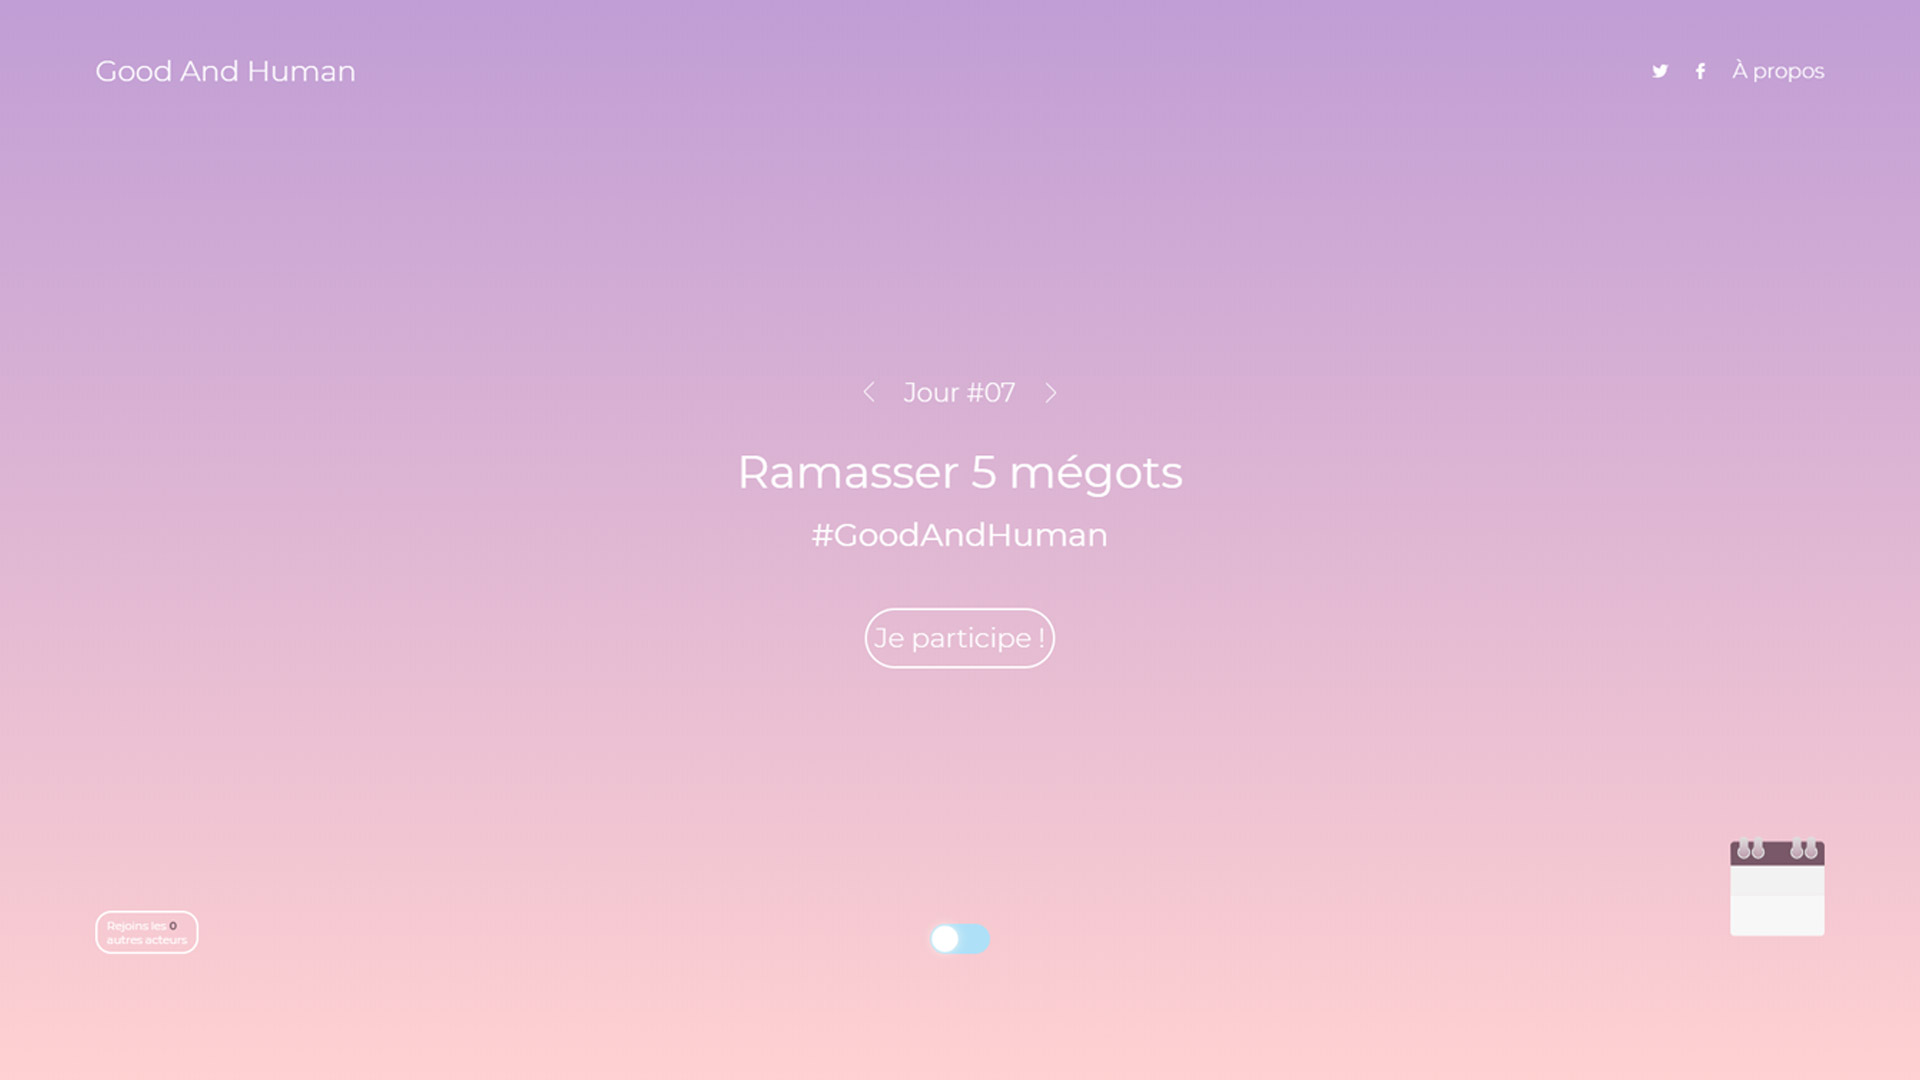 Good And Human
À propos
Jour #07
Ramasser 5 mégots
#GoodAndHuman
Je participe !
Rejoins les 0
autres acteurs